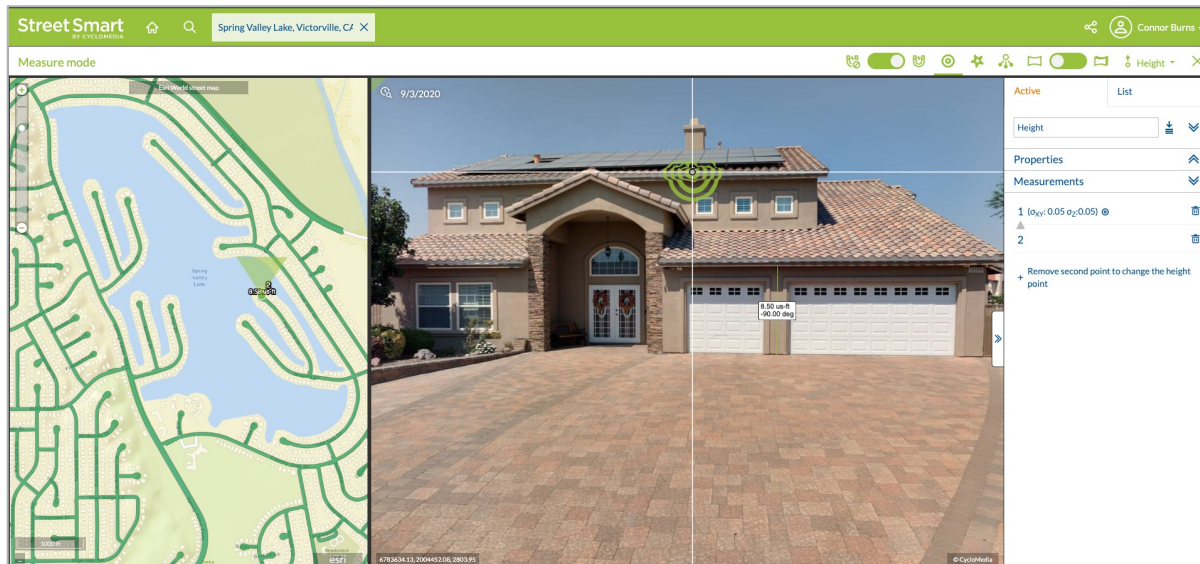 Street Smart
BY CYCLOMEDIA
Spring Valley Lake, Victorville, CA
Connor Burns
Measure mode
Height
Esri World street map
Spring
Valley
Lake
2
1000 ft
esri
9/3/2020
8.50 us-ft
-90.00 deg
6783634.13, 2004452.08, 2803.95
© CycloMedia
Active
List
Height
Properties
Measurements
1 (σXY: 0.05 σZ:0.05)
2
+ Remove second point to change the height
point